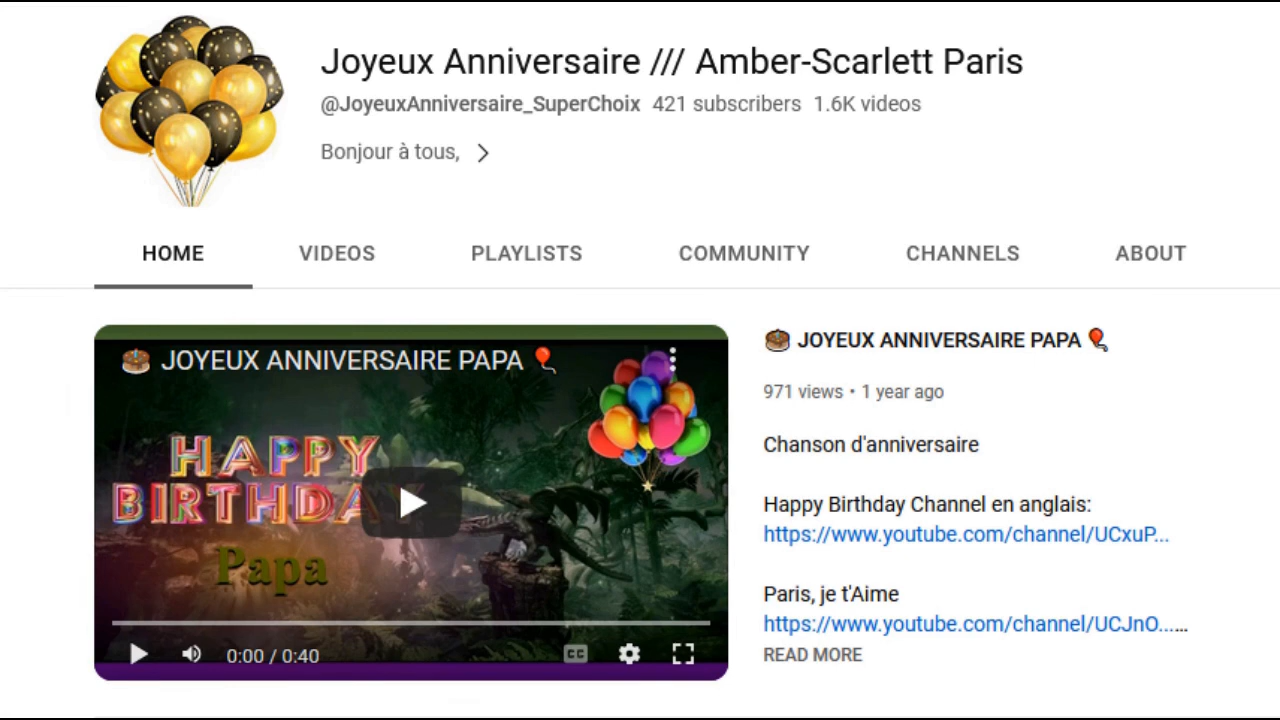 Joyeux Anniversaire /// Amber-Scarlett Paris
@JoyeuxAnniversaire_SuperChoix 421 subscribers 1.6K videos
Bonjour à tous,
HOME VIDEOS PLAYLISTS COMMUNITY CHANNELS ABOUT
🎂 JOYEUX ANNIVERSAIRE PAPA 🎈
HAPPY
BIRTHDAY
Papa
0:00 / 0:40
CC
🎂 JOYEUX ANNIVERSAIRE PAPA 🎈
971 views • 1 year ago
Chanson d'anniversaire
Happy Birthday Channel en anglais:
https://www.youtube.com/channel/UCxuP...
Paris, je t'Aime
https://www.youtube.com/channel/UCJnO......
READ MORE